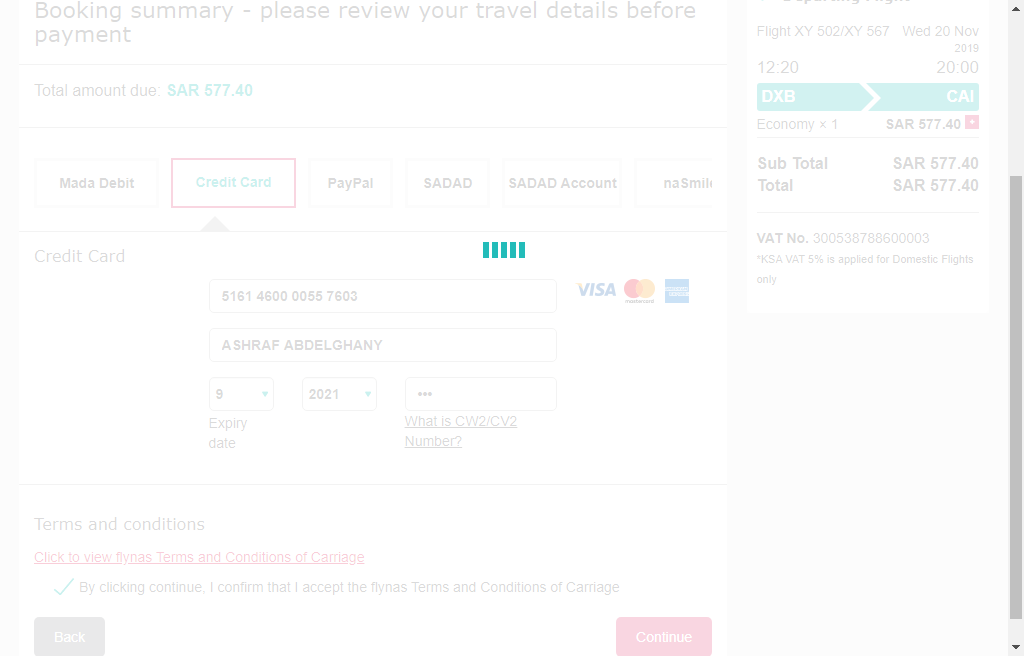 Booking summary - please review your travel details before
payment
Total amount due: SAR 577.40
Mada Debit
Credit Card
PayPal
SADAD
SADAD Account
naSmile
Credit Card
5161 4600 0055 7603
VISA
mastercard
ASHRAF ABDELGHANY
9
2021
•••
Expiry
date
What is CW2/CV2
Number?
Terms and conditions
Click to view flynas Terms and Conditions of Carriage
By clicking continue, I confirm that I accept the flynas Terms and Conditions of Carriage
Back
Continue
Departing Flight
Flight XY 502/XY 567 Wed 20 Nov
2019
12:20 20:00
DXB CAI
Economy × 1 SAR 577.40 +
Sub Total SAR 577.40
Total SAR 577.40
VAT No. 300538788600003
*KSA VAT 5% is applied for Domestic Flights
only